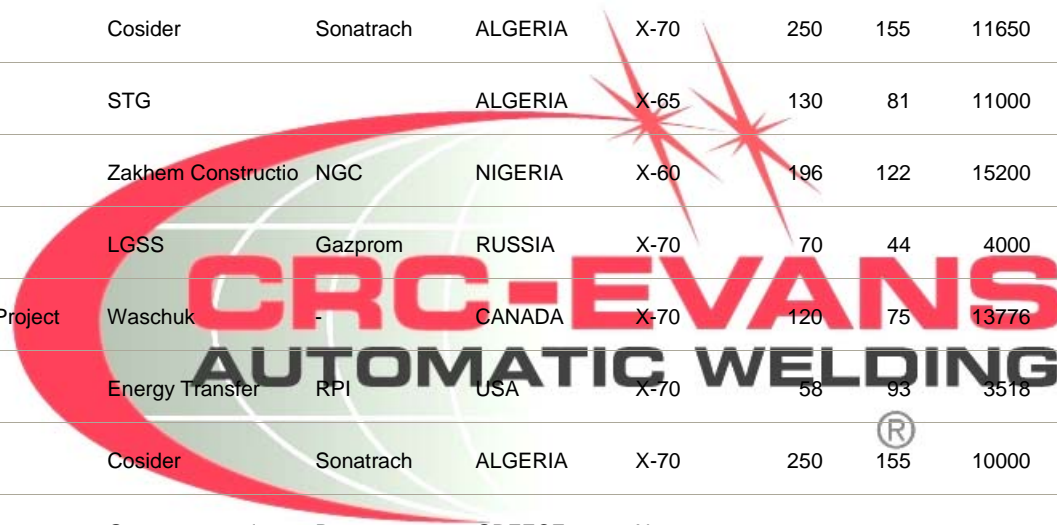 Cosider Sonatrach ALGERIA X-70 250 155 11650
STG ALGERIA X-65 130 81 11000
Zakhem Constructio NGC NIGERIA X-60 196 122 15200
LGSS Gazprom RUSSIA X-70 70 44 4000
Project Waschuk - CANADA X-70 120 75 13776
CRC-EVANS
AUTOMATIC WELDING
Energy Transfer RPI USA X-70 58 93 3518
®
Cosider Sonatrach ALGERIA X-70 250 155 10000